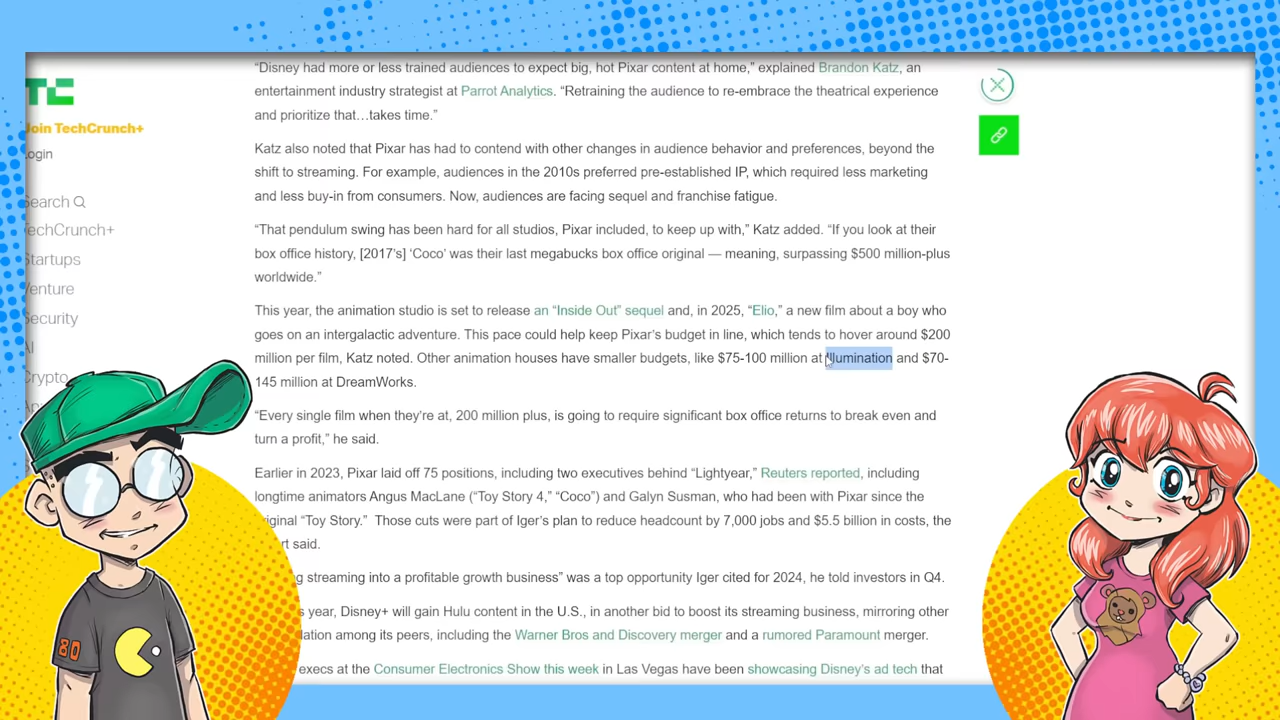 "Disney had more or less trained audiences to expect big, hot Pixar content at home," explained Brandon Katz, an
entertainment industry strategist at Parrot Analytics. "Retraining the audience to re-embrace the theatrical experience
and prioritize that…takes time."
TC
Join TechCrunch+
Login
Katz also noted that Pixar has had to contend with other changes in audience behavior and preferences, beyond the
shift to streaming. For example, audiences in the 2010s preferred pre-established IP, which required less marketing
and less buy-in from consumers. Now, audiences are facing sequel and franchise fatigue.
Search
TechCrunch+
Startups
Venture
Security
AI
Crypto
"That pendulum swing has been hard for all studios, Pixar included, to keep up with," Katz added. "If you look at their
box office history, [2017's] 'Coco' was their last megabucks box office original — meaning, surpassing $500 million-plus
worldwide."
This year, the animation studio is set to release an "Inside Out" sequel and, in 2025, "Elio," a new film about a boy who
goes on an intergalactic adventure. This pace could help keep Pixar's budget in line, which tends to hover around $200
million per film, Katz noted. Other animation houses have smaller budgets, like $75-100 million at Illumination and $70-
145 million at DreamWorks.
"Every single film when they're at, 200 million plus, is going to require significant box office returns to break even and
turn a profit," he said.
Earlier in 2023, Pixar laid off 75 positions, including two executives behind "Lightyear," Reuters reported, including
longtime animators Angus MacLane ("Toy Story 4," "Coco") and Galyn Susman, who had been with Pixar since the
original "Toy Story." Those cuts were part of Iger's plan to reduce headcount by 7,000 jobs and $5.5 billion in costs, the
said.
streaming into a profitable growth business" was a top opportunity Iger cited for 2024, he told investors in Q4.
year, Disney+ will gain Hulu content in the U.S., in another bid to boost its streaming business, mirroring other
among its peers, including the Warner Bros and Discovery merger and a rumored Paramount merger.
execs at the Consumer Electronics Show this week in Las Vegas have been showcasing Disney's ad tech that
80